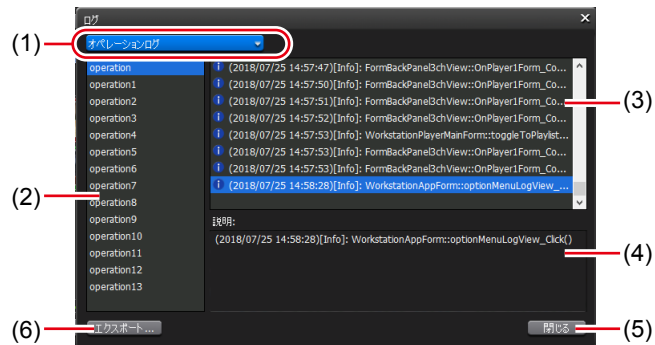 ログ
(1)
オペレーションログ
operation
operation1
operation2
operation3
operation4
operation5
operation6
operation7
operation8
operation9
operation10
operation11
operation12
operation13
(2)
(2018/07/25 14:57:47)[Info]: FormBackPanel3chView::OnPlayer1Form_Co...
(2018/07/25 14:57:50)[Info]: FormBackPanel3chView::OnPlayer1Form_Co...
(2018/07/25 14:57:51)[Info]: FormBackPanel3chView::OnPlayer1Form_Co...
(2018/07/25 14:57:52)[Info]: FormBackPanel3chView::OnPlayer1Form_Co...
(2018/07/25 14:57:53)[Info]: WorkstationPlayerMainForm::toggleToPlaylist...
(2018/07/25 14:57:53)[Info]: FormBackPanel3chView::OnPlayer1Form_Co...
(2018/07/25 14:57:53)[Info]: FormBackPanel3chView::OnPlayer1Form_Co...
(2018/07/25 14:58:28)[Info]: WorkstationAppForm::optionMenuLogView_...
(3)
説明:
(2018/07/25 14:58:28)[Info]: WorkstationAppForm::optionMenuLogView_Click()
(4)
(6)
エクスポート...
閉じる
(5)